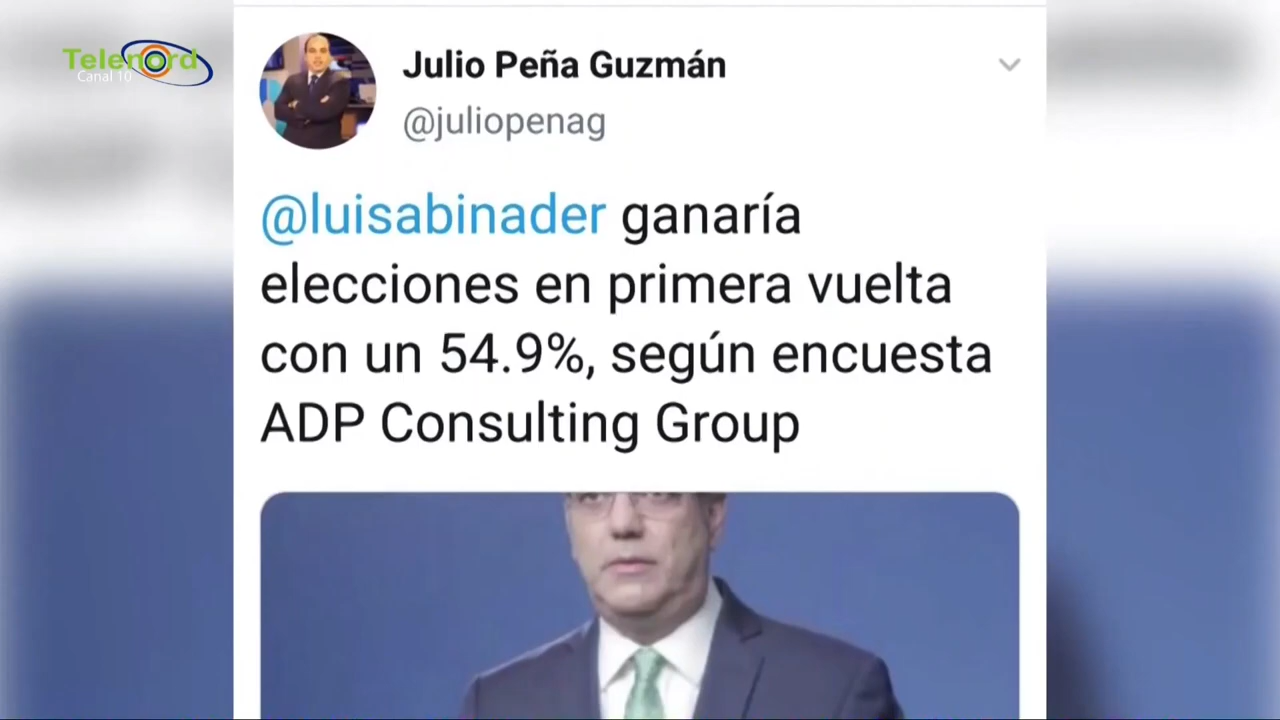 Telenord
Canal 10
Julio Peña Guzmán
@juliopenag
@luisabinader ganaría
elecciones en primera vuelta
con un 54.9%, según encuesta
ADP Consulting Group